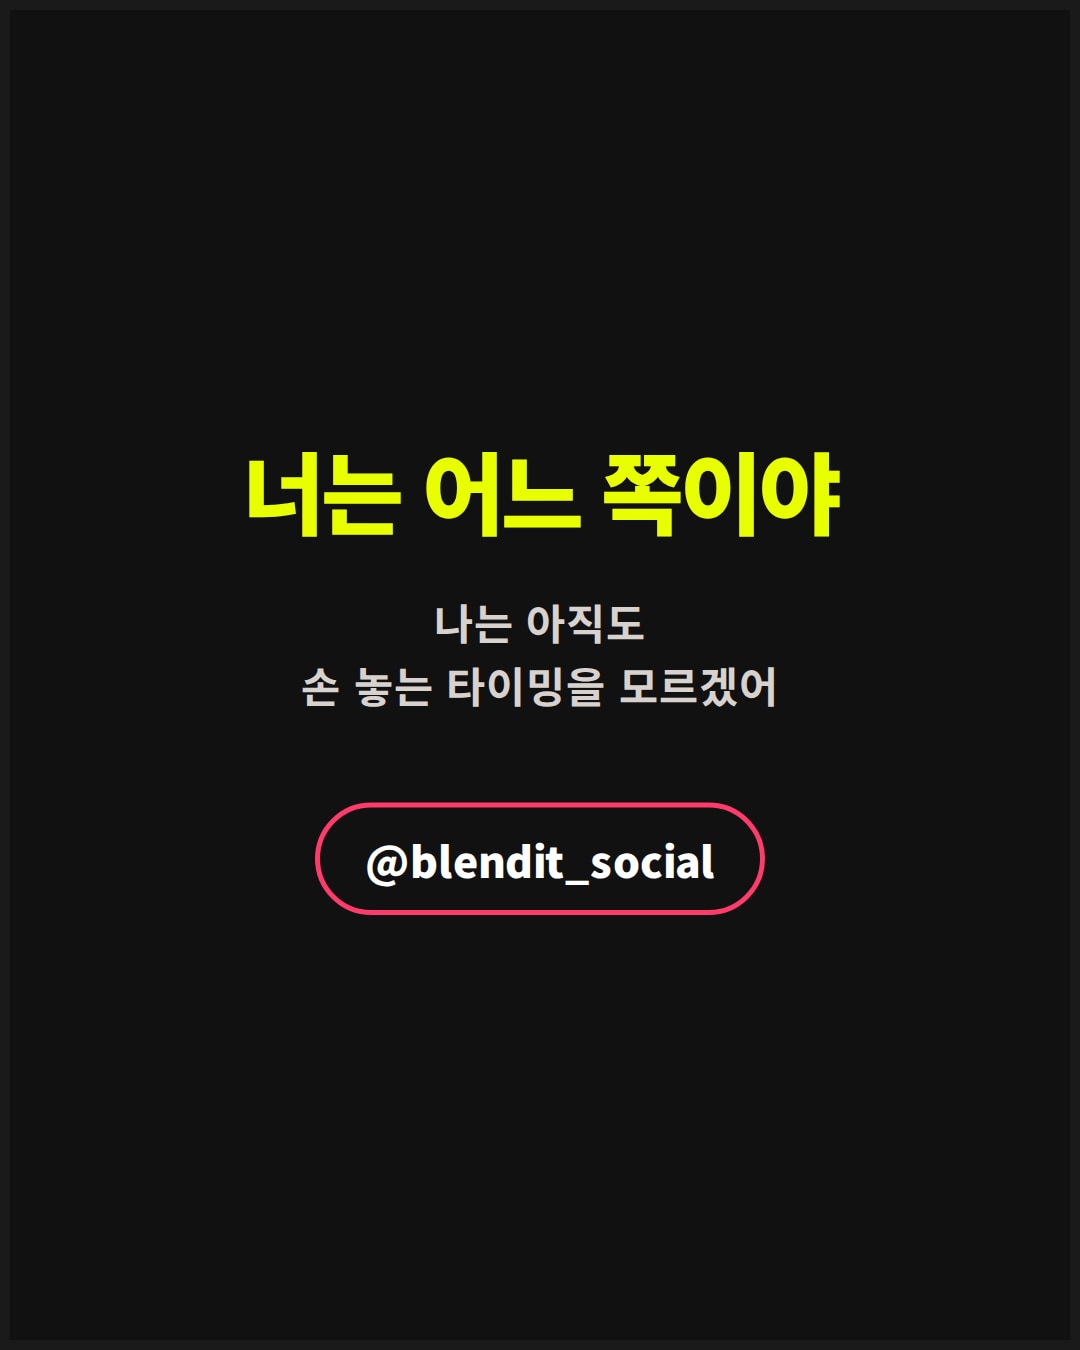 너는 어느 쪽이야
나는 아직도
손 놓는 타이밍을 모르겠어
@blendit_social